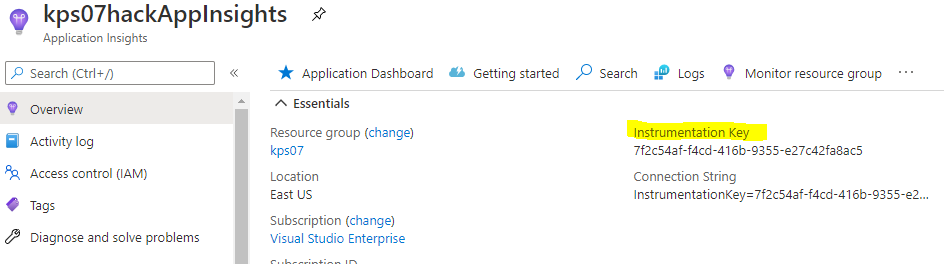 kps07hackAppInsights
Application Insights
Search (Ctrl+/)
«
Overview
Activity log
Access control (IAM)
Tags
Diagnose and solve problems
Application Dashboard Getting started Search Logs Monitor resource group ...
Essentials
Resource group (change)
kps07
Location
East US
Subscription (change)
Visual Studio Enterprise
Subscription ID
Instrumentation Key
7f2c54af-f4cd-416b-9355-e27c42fa8ac5
Connection String
InstrumentationKey=7f2c54af-f4cd-416b-9355-e2...